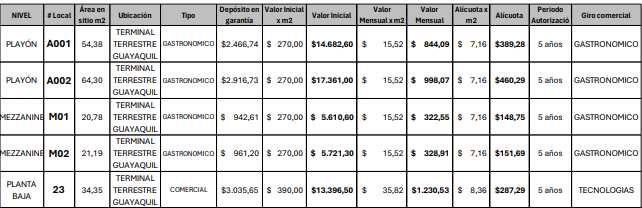 NIVEL # Local Área en sitio m2 Ubicación Tipo Depósito en garantía Valor Inicial x m2 Valor Inicial Valor Mensual x m2 Valor Mensual Alícuota x m2 Alícuota Periodo Autorizació Giro comercial
PLAYÓN A001 54,38 TERMINAL TERRESTRE GUAYAQUIL GASTRONOMICO $2.466,74 $ 270,00 $14.682,60 $ 15,52 $ 844,09 $ 7,16 $389,28 5 años GASTRONOMICO
PLAYÓN A002 64,30 TERMINAL TERRESTRE GUAYAQUIL GASTRONOMICO $2.916,73 $ 270,00 $17.361,00 $ 15,52 $ 998,07 $ 7,16 $460,29 5 años GASTRONOMICO
MEZZANINE M01 20,78 TERMINAL TERRESTRE GUAYAQUIL GASTRONOMICO $ 942,61 $ 270,00 $ 5.610,60 $ 15,52 $ 322,55 $ 7,16 $148,75 5 años GASTRONOMICO
MEZZANINE M02 21,19 TERMINAL TERRESTRE GUAYAQUIL GASTRONOMICO $ 961,20 $ 270,00 $ 5.721,30 $ 15,52 $ 328,91 $ 7,16 $151,69 5 años GASTRONOMICO
PLANTA BAJA 23 34,35 TERMINAL TERRESTRE GUAYAQUIL COMERCIAL $3.035,65 $ 390,00 $13.396,50 $ 35,82 $1.230,53 $ 8,36 $287,29 5 años TECNOLOGIAS